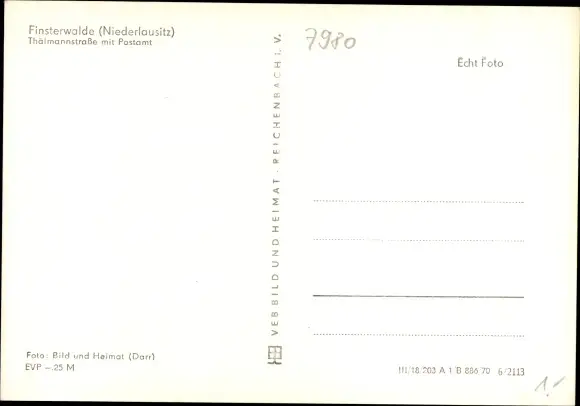 Finsterwalde (Niederlausitz)
Thälmannstraße mit Postamt
7980
Echt Foto
VEB BILD UND HEIMAT · REICHENBACH I. V.
Foto: Bild und Heimat (Darr)
EVP –.25 M
III/18/203 A 1 B 886/70 6/2113
1.-